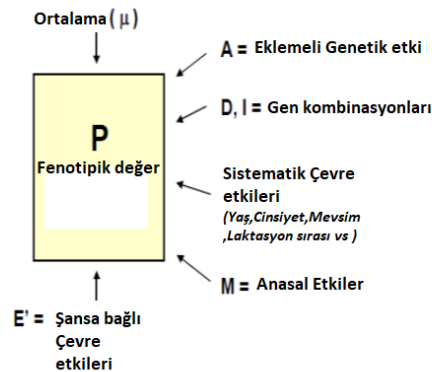 Ortalama ( μ )
A = Eklemeli Genetik etki
D, I = Gen kombinasyonları
P
Fenotipik değer
Sistematik Çevre
etkileri
(Yaş,Cinsiyet,Mevsim
,Laktasyon sırası vs )
M = Anasal Etkiler
E' = Şansa bağlı
Çevre
etkileri